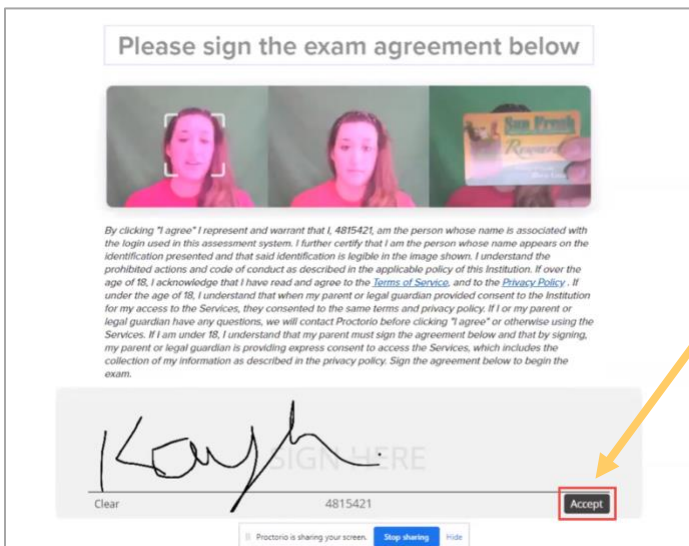 Please sign the exam agreement below
Sun Fresh
Rewards
By clicking "I agree" I represent and warrant that I, 4815421, am the person whose name is associated with
the login used in this assessment system. I further certify that I am the person whose name appears on the
identification presented and that said identification is legible in the image shown. I understand the
prohibited actions and code of conduct as described in the applicable policy of this Institution. If over the
age of 18, I acknowledge that I have read and agree to the Terms of Service, and to the Privacy Policy . If
under the age of 18, I understand that when my parent or legal guardian provided consent to the Institution
for my access to the Services, they consented to the same terms and privacy policy. If I or my parent or
legal guardian have any questions, we will contact Proctorio before clicking "I agree" or otherwise using the
Services. If I am under 18, I understand that my parent must sign the agreement below and that by signing,
my parent or legal guardian is providing express consent to access the Services, which includes the
collection of my information as described in the privacy policy. Sign the agreement below to begin the
exam.
SIGN HERE
Clear 4815421 Accept
Proctorio is sharing your screen. Stop sharing Hide